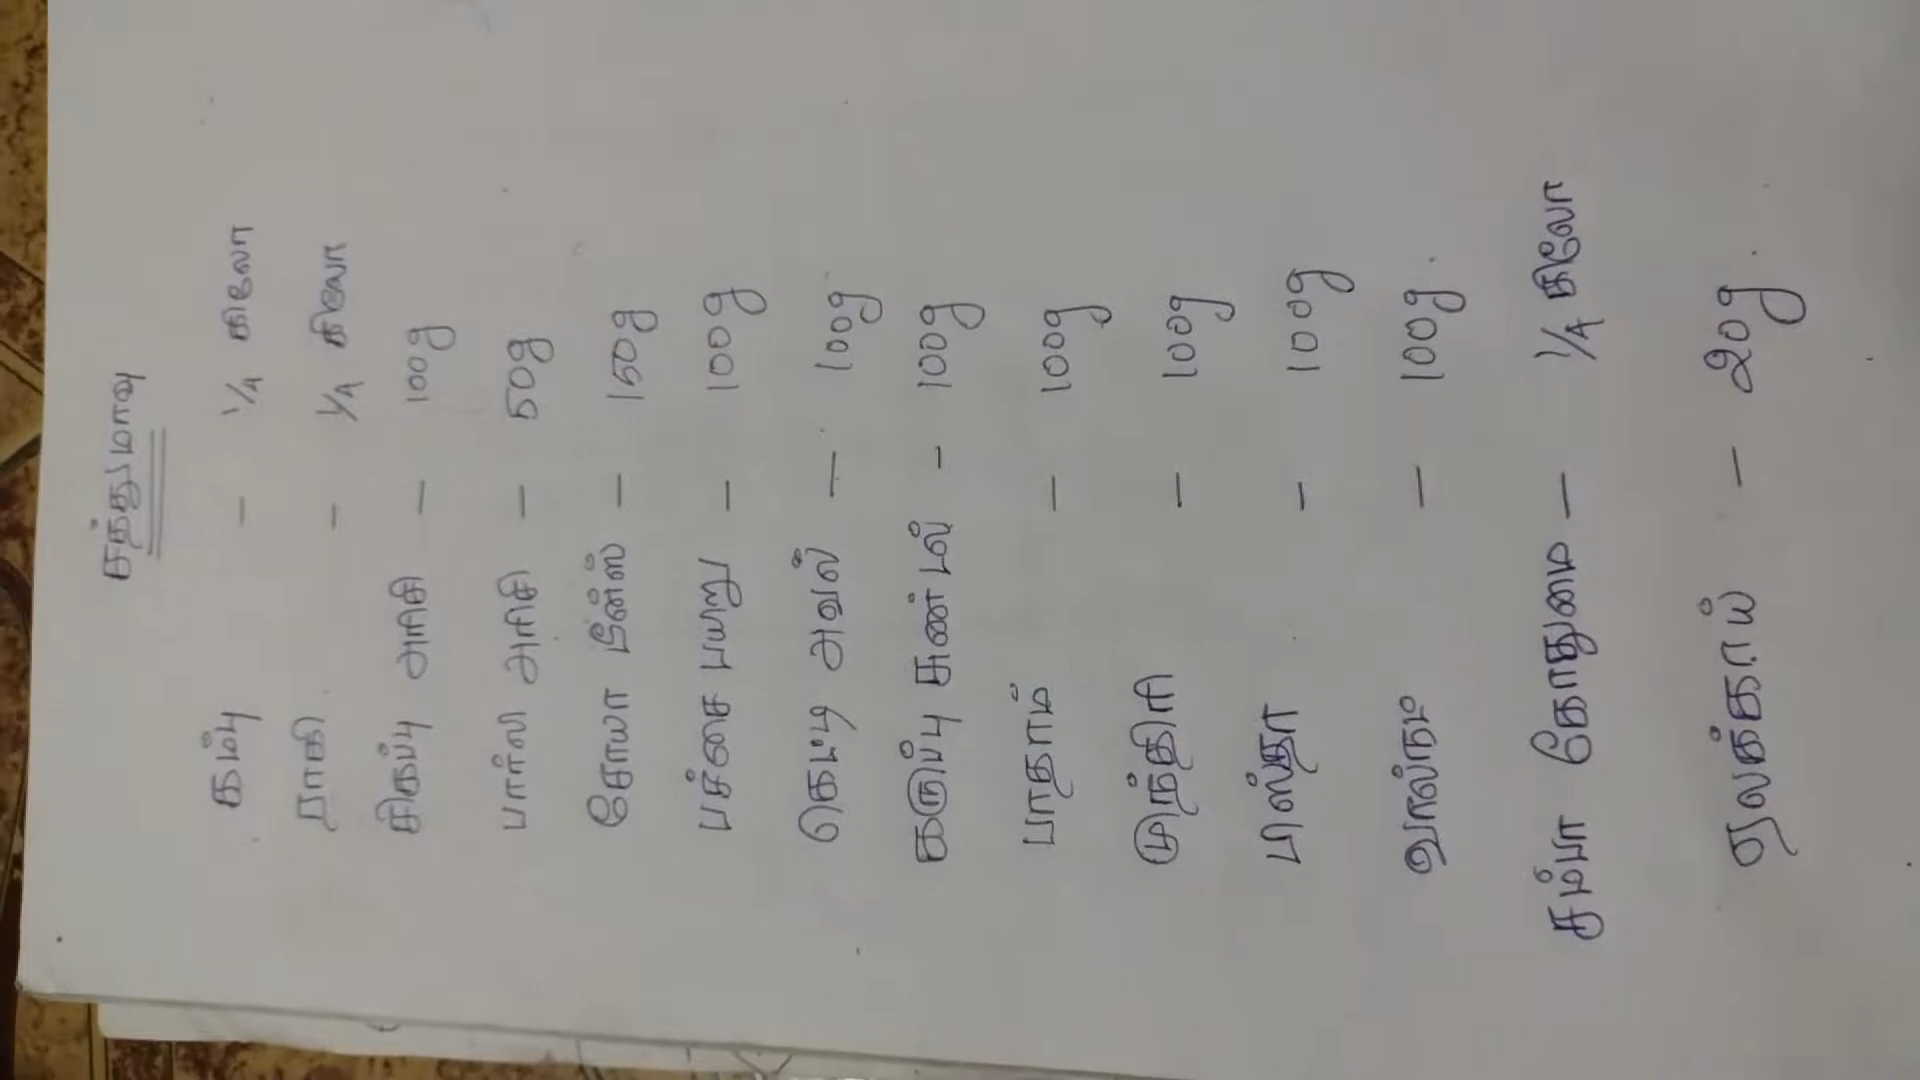 சத்துமாவு
கம்பு - 1/4 கிலோ
ராகி - 1/4 கிலோ
சிகப்பு அரிசி - 100g
பார்லி அரிசி - 50g
சோயா பீன்ஸ் - 150g
பச்சை பயறு - 100g
கெட்டி அவல் - 100g
கருப்பு சுண்டல் - 100g
பாதாம் - 100g
முந்திரி - 100g
பிஸ்தா - 100g
வால்நட் - 100g.
சம்பா கோதுமை - 1/4 கிலோ
ஏலக்காய் - 20g.